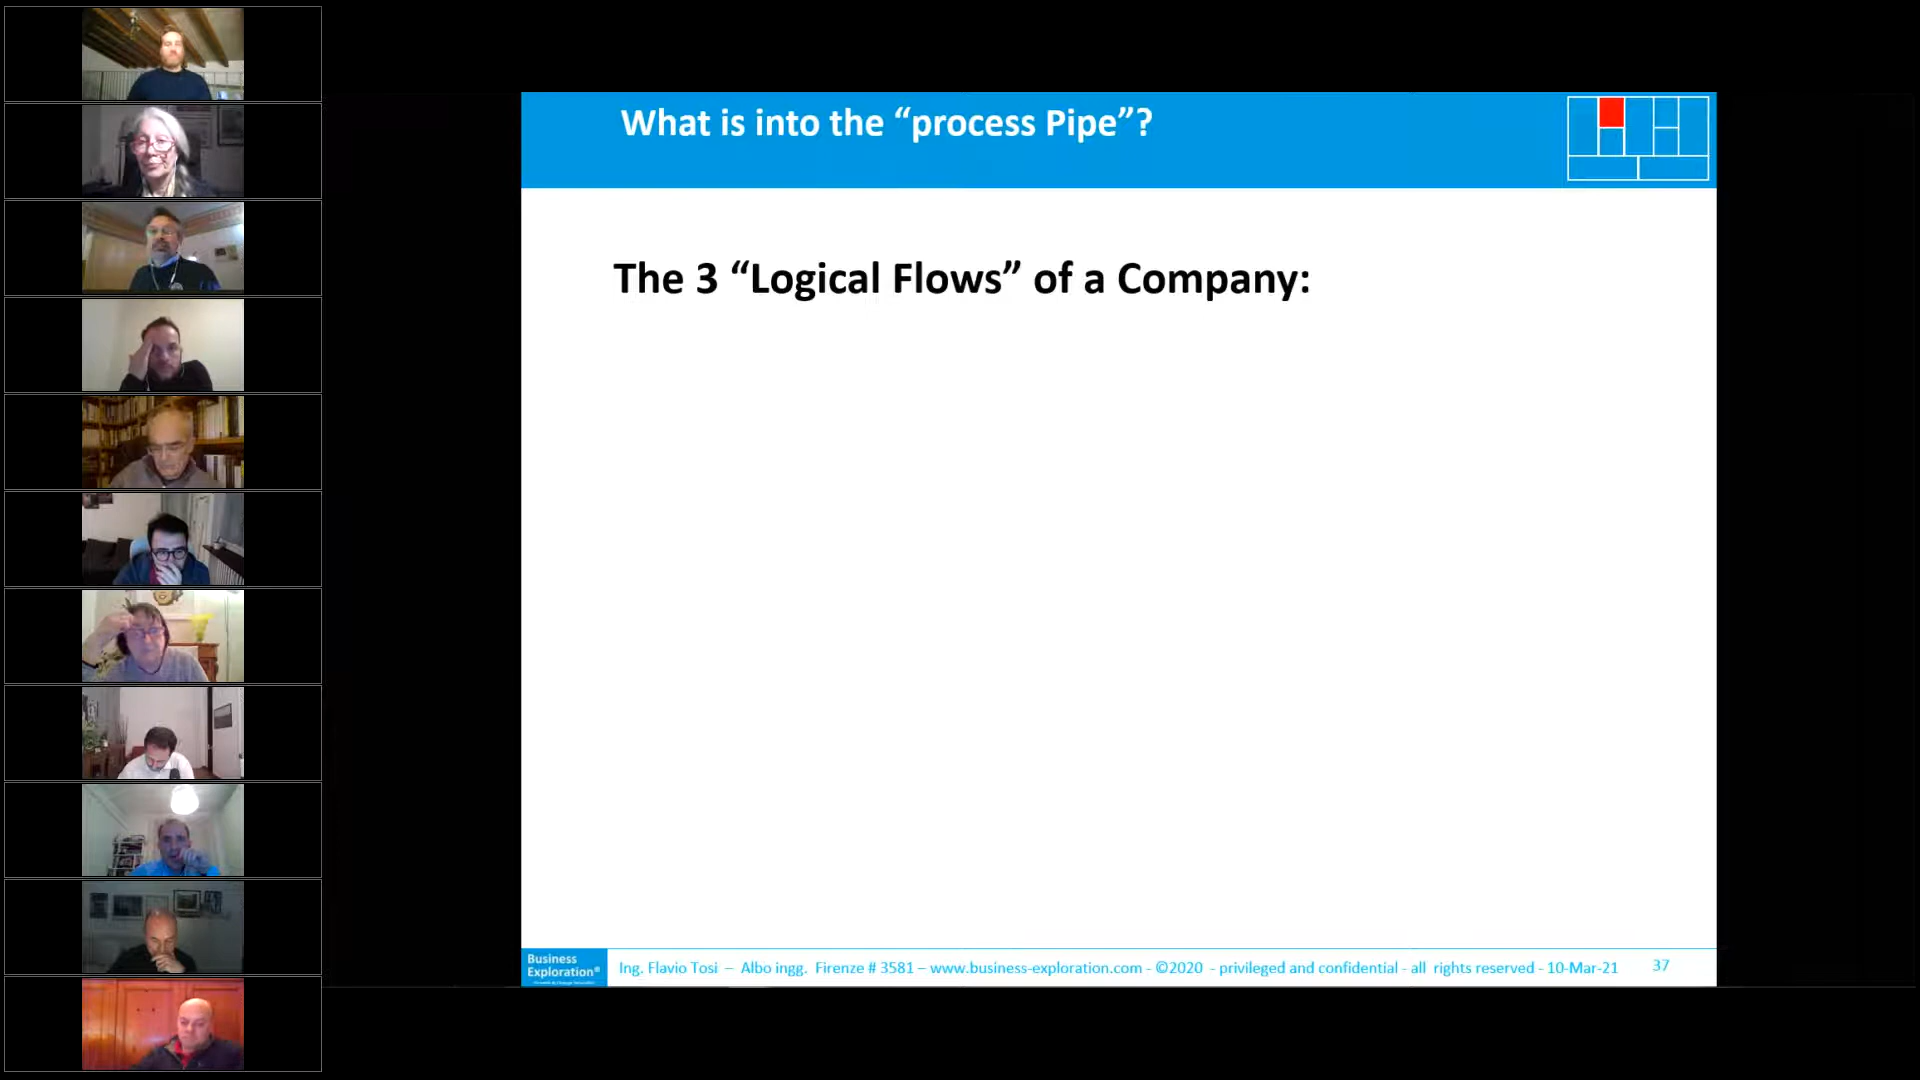 What is into the “process Pipe”?
The 3 “Logical Flows” of a Company:
Business
Exploration®
Ing. Flavio Tosi – Albo ingg. Firenze # 3581 – www.business-exploration.com - ©2020 - privileged and confidential - all rights reserved - 10-Mar-21
37